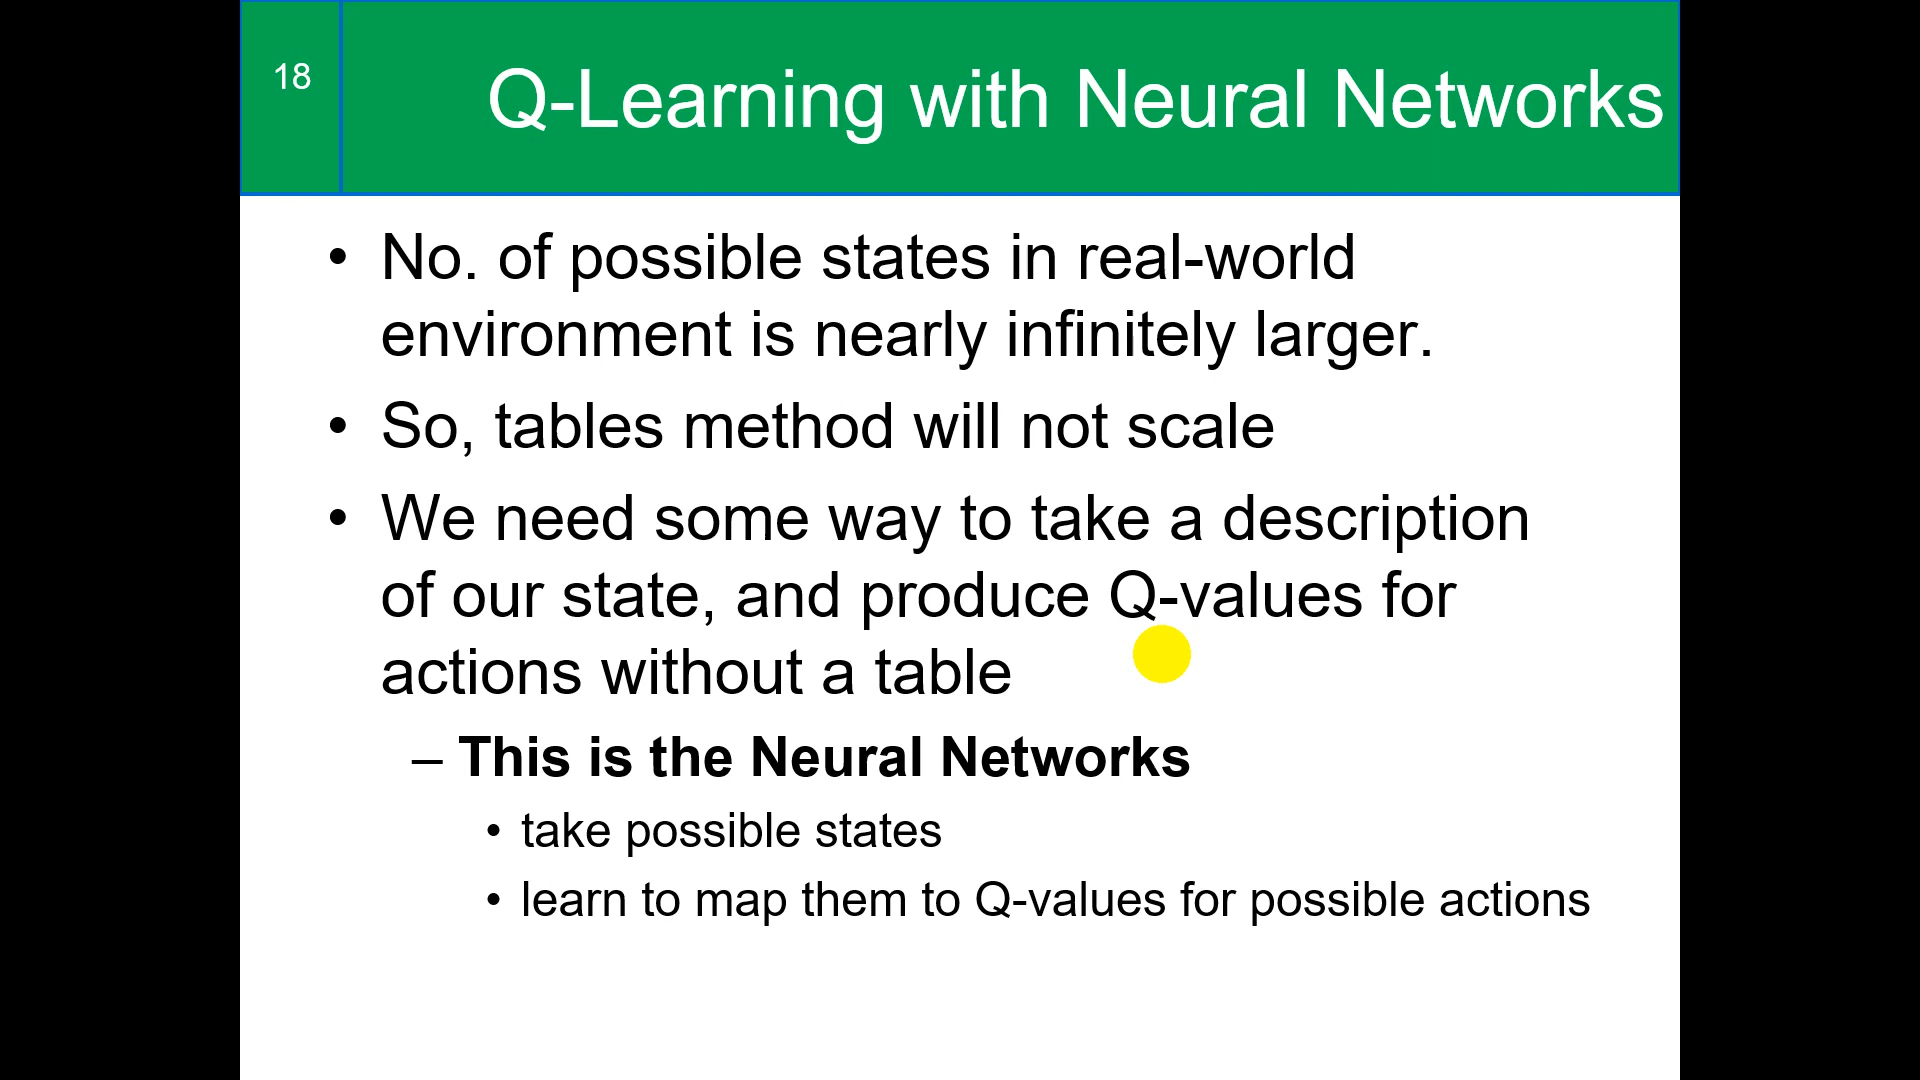 18
Q-Learning with Neural Networks
• No. of possible states in real-world
environment is nearly infinitely larger.
• So, tables method will not scale
• We need some way to take a description
of our state, and produce Q-values for
actions without a table
– This is the Neural Networks
• take possible states
• learn to map them to Q-values for possible actions